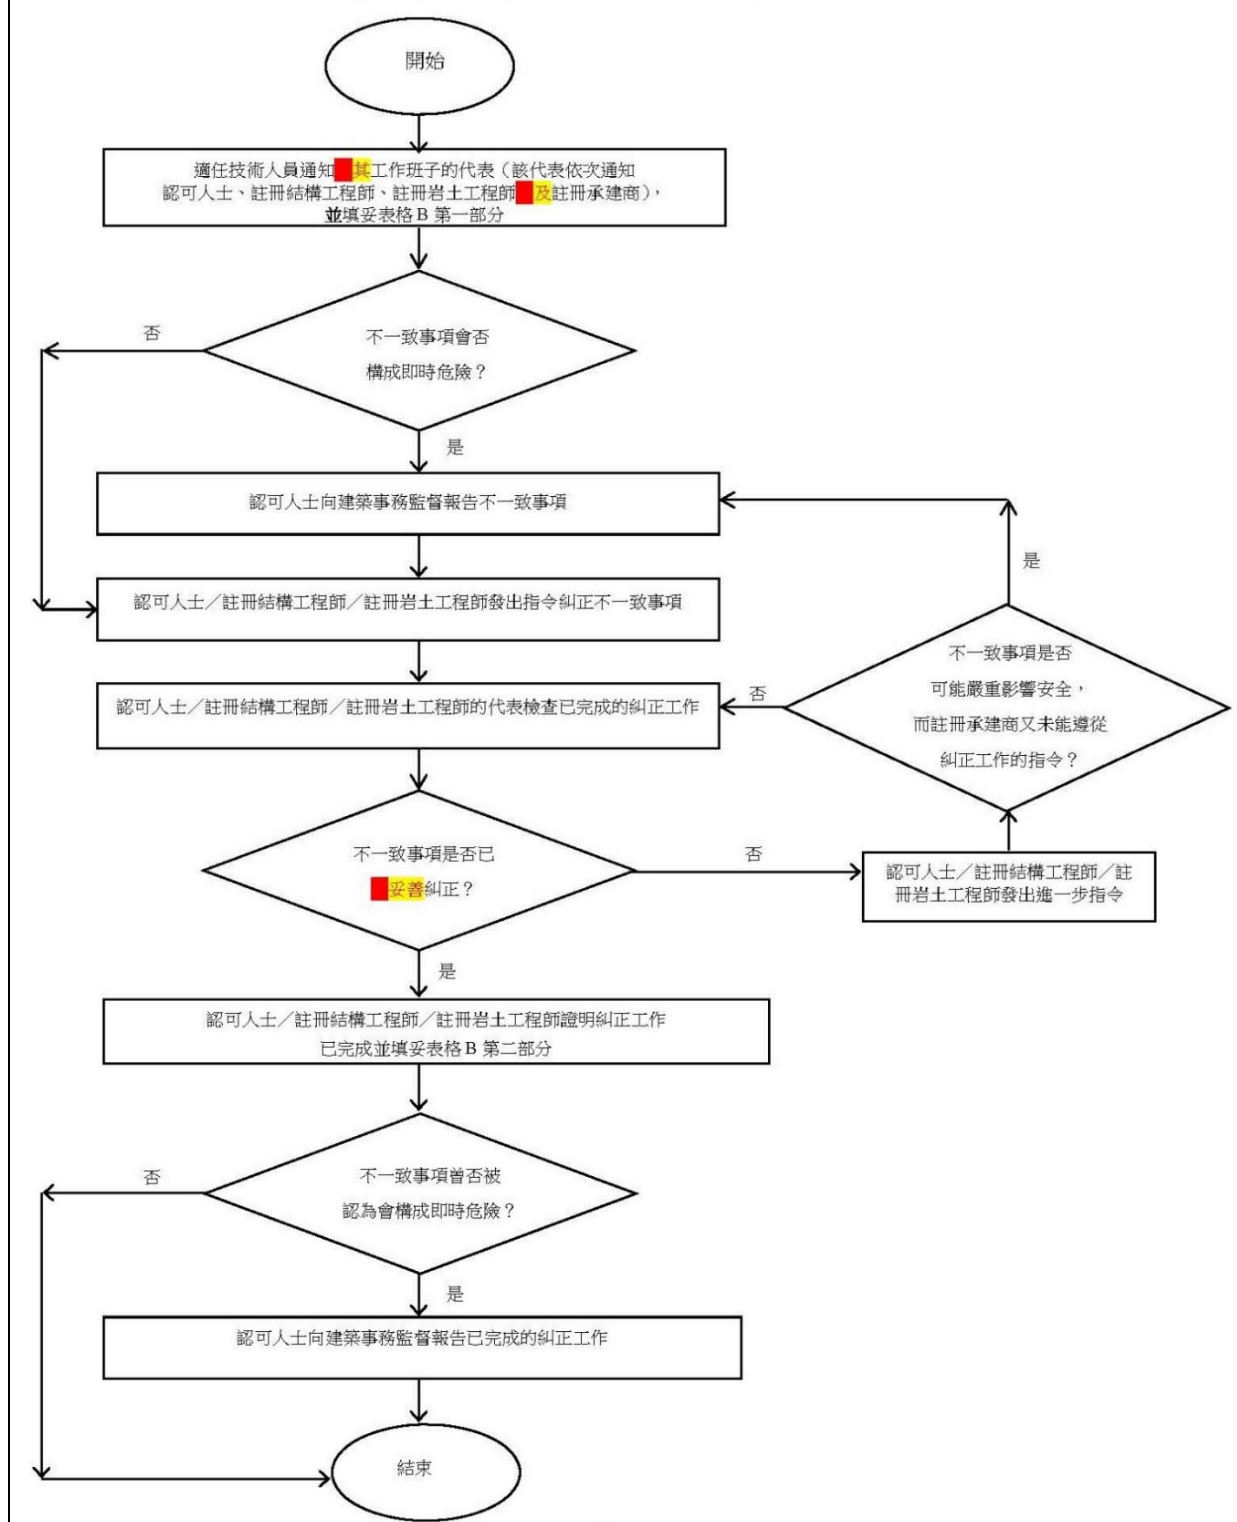 開始
適任技術人員通知其工作班子的代表（該代表依次通知
認可人士、註冊結構工程師、註冊岩土工程師及註冊承建商），
並填妥表格 B 第一部分
不一致事項會否
構成即時危險？
否
是
認可人士向建築事務監督報告不一致事項
認可人士／註冊結構工程師／註冊岩土工程師發出指令糾正不一致事項
認可人士／註冊結構工程師／註冊岩土工程師的代表檢查已完成的糾正工作
是
不一致事項是否
可能嚴重影響安全，
而註冊承建商又未能遵從
糾正工作的指令？
否
不一致事項是否已
妥善糾正？
否
認可人士／註冊結構工程師／註
冊岩土工程師發出進一步指令
是
認可人士／註冊結構工程師／註冊岩土工程師證明糾正工作
已完成並填妥表格 B 第二部分
不一致事項曾否被
認為會構成即時危險？
否
是
認可人士向建築事務監督報告已完成的糾正工作
結束